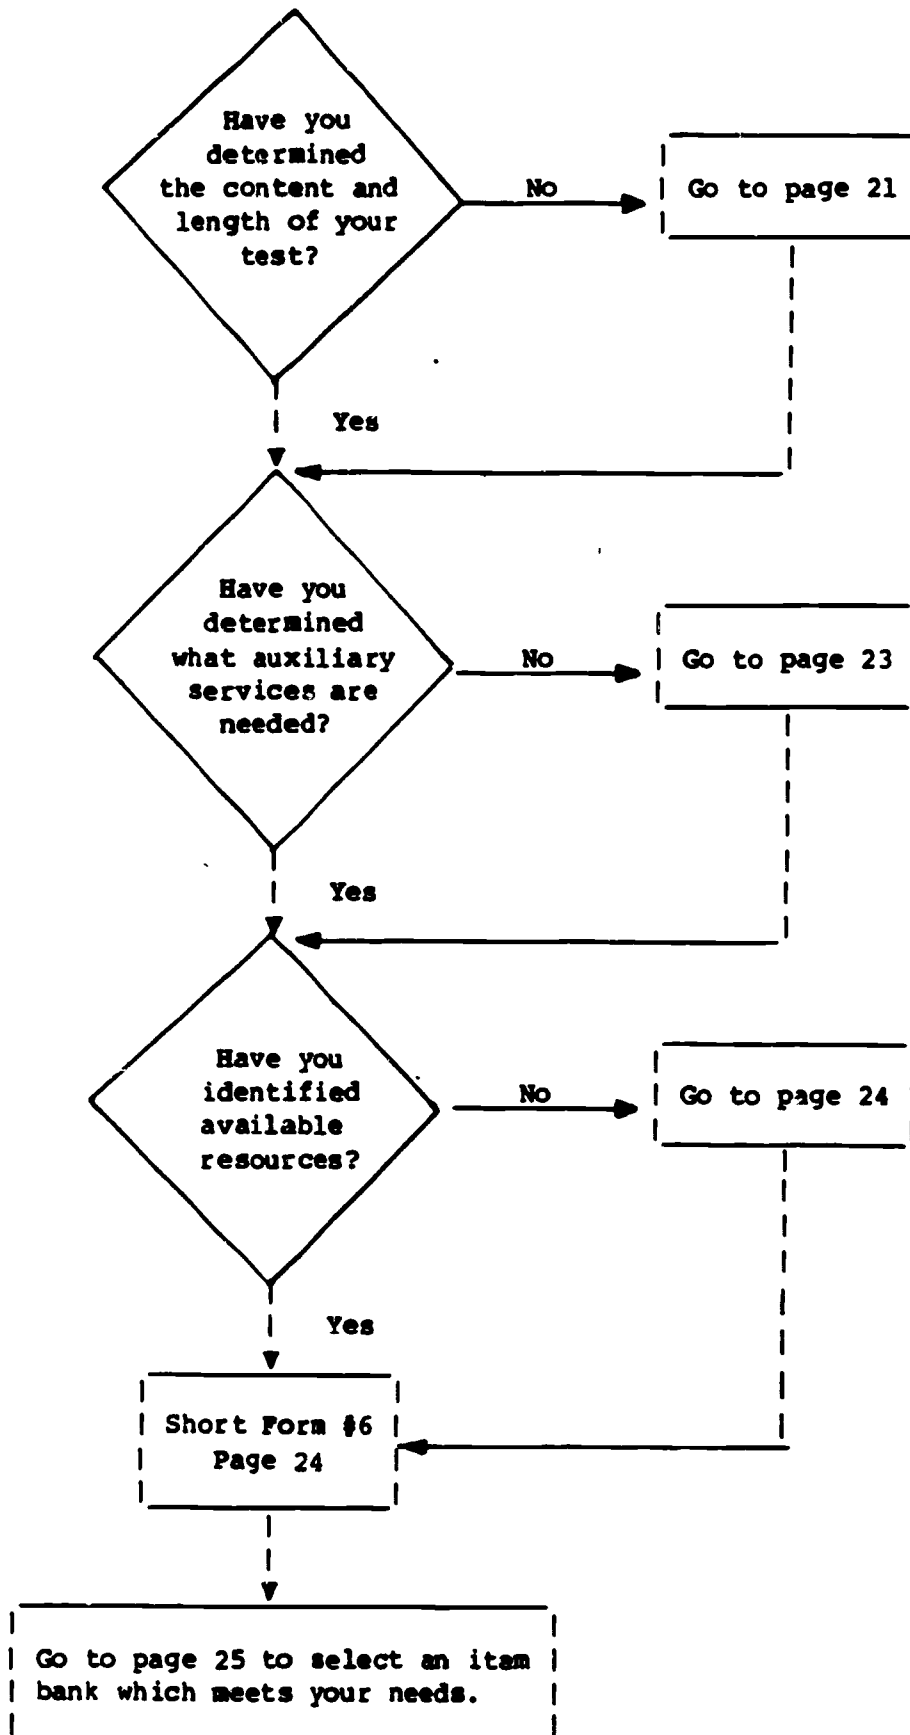 Have you
determined
the content and
length of your
test?
No
Go to page 21
Yes
Have you
determined
what auxiliary
services are
needed?
No
Go to page 23
Yes
Have you
identified
available
resources?
No
Go to page 24
Yes
Short Form #6
Page 24
Go to page 25 to select an itam
bank which meets your needs.